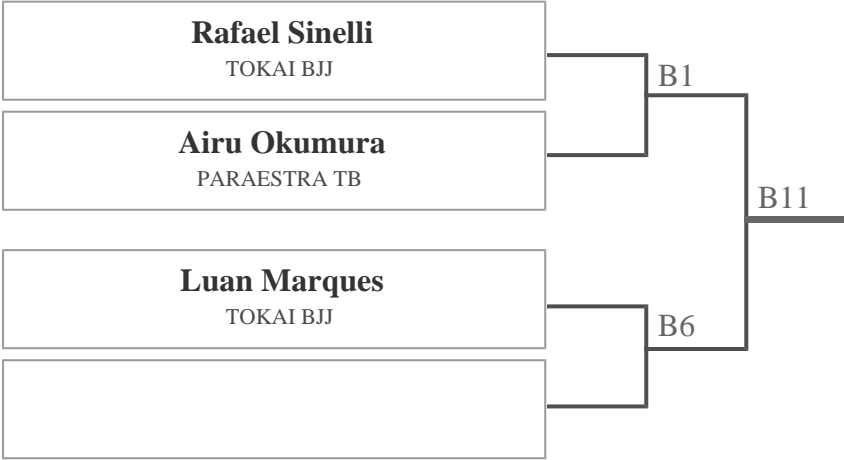 Rafael Sinelli
TOKAI BJJ
B1
Airu Okumura
PARAESTRA TB
B11
Luan Marques
TOKAI BJJ
B6